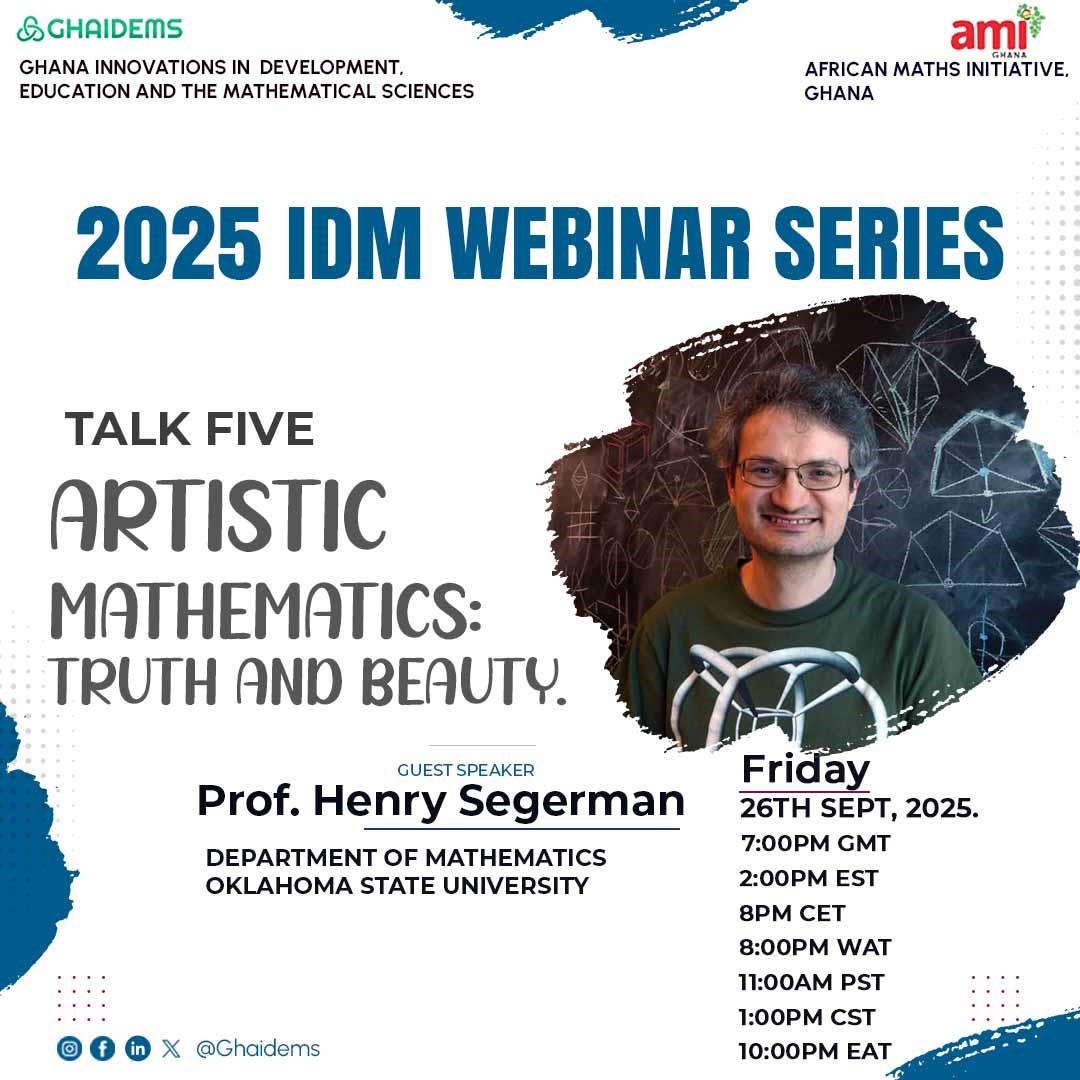 GHAIDEMS
GHANA INNOVATIONS IN DEVELOPMENT,
EDUCATION AND THE MATHEMATICAL SCIENCES
ami
GHANA
AFRICAN MATHS INITIATIVE,
GHANA
2025 IDM WEBINAR SERIES
TALK FIVE
ARTISTIC
MATHEMATICS:
TRUTH AND BEAUTY.
GUEST SPEAKER
Prof. Henry Segerman
DEPARTMENT OF MATHEMATICS
OKLAHOMA STATE UNIVERSITY
Friday
26TH SEPT, 2025.
7:00PM GMT
2:00PM EST
8PM CET
8:00PM WAT
11:00AM PST
1:00PM CST
10:00PM EAT
@Ghaidems